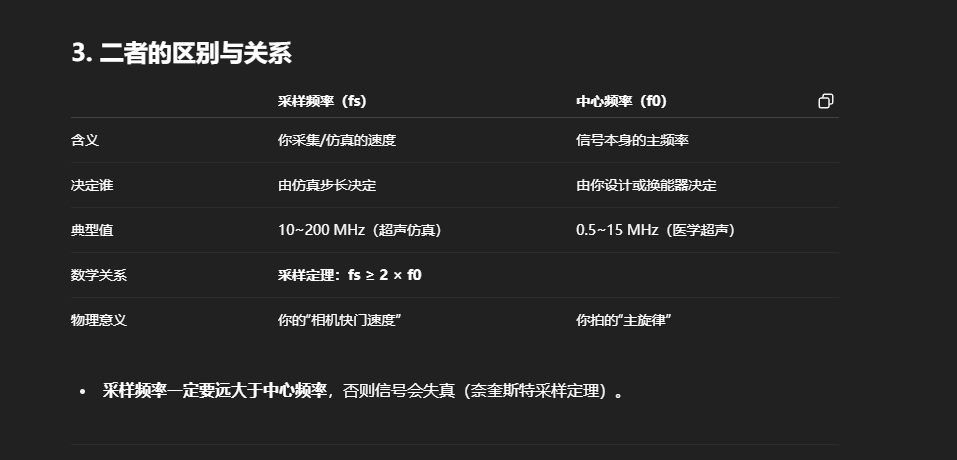 3. 二者的区别与关系
采样频率（fs） 中心频率（f0）
含义 你采集/仿真的速度 信号本身的主频率
决定谁 由仿真步长决定 由你设计或换能器决定
典型值 10~200 MHz（超声仿真） 0.5~15 MHz（医学超声）
数学关系 采样定理：fs ≥ 2 × f0
物理意义 你的"相机快门速度" 你拍的"主旋律"
• 采样频率一定要远大于中心频率，否则信号会失真（奈奎斯特采样定理）。